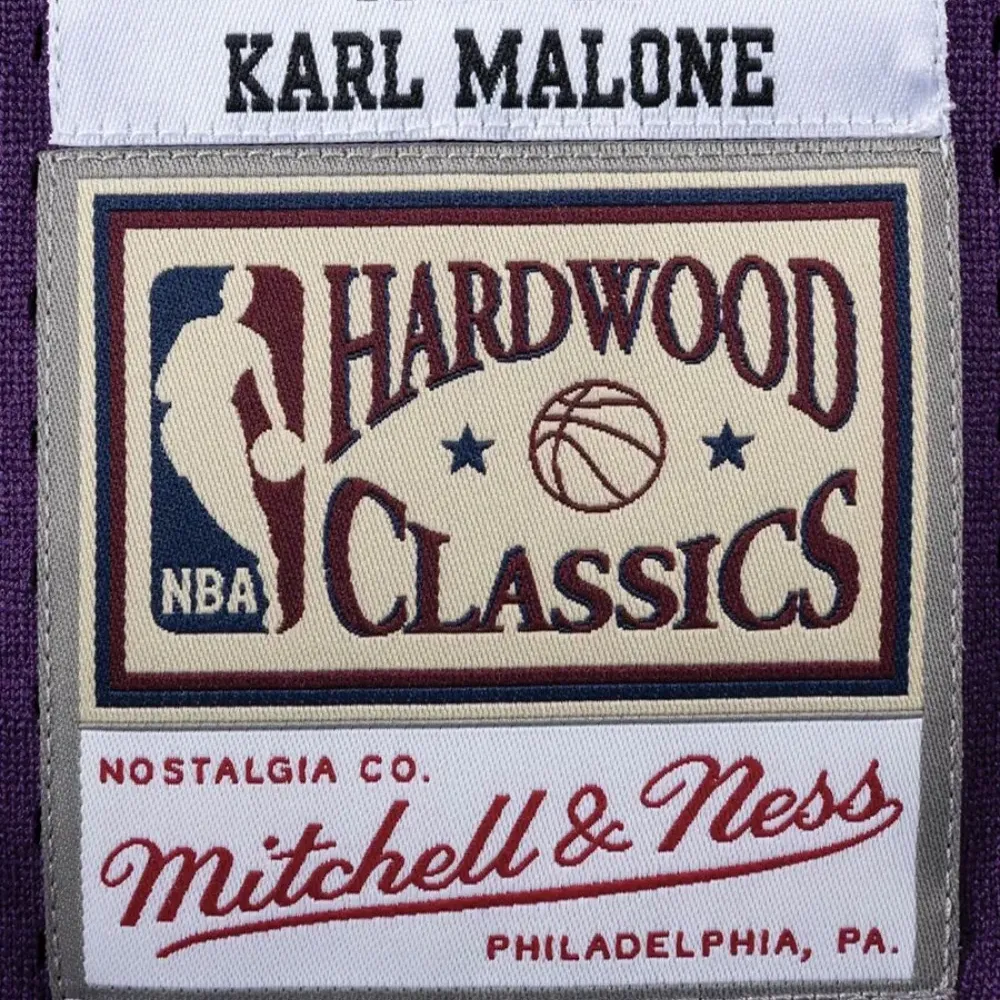 KARL MALONE
HARDWOOD
CLASSICS
NBA
NOSTALGIA CO.
Mitchell & Ness
PHILADELPHIA, PA.